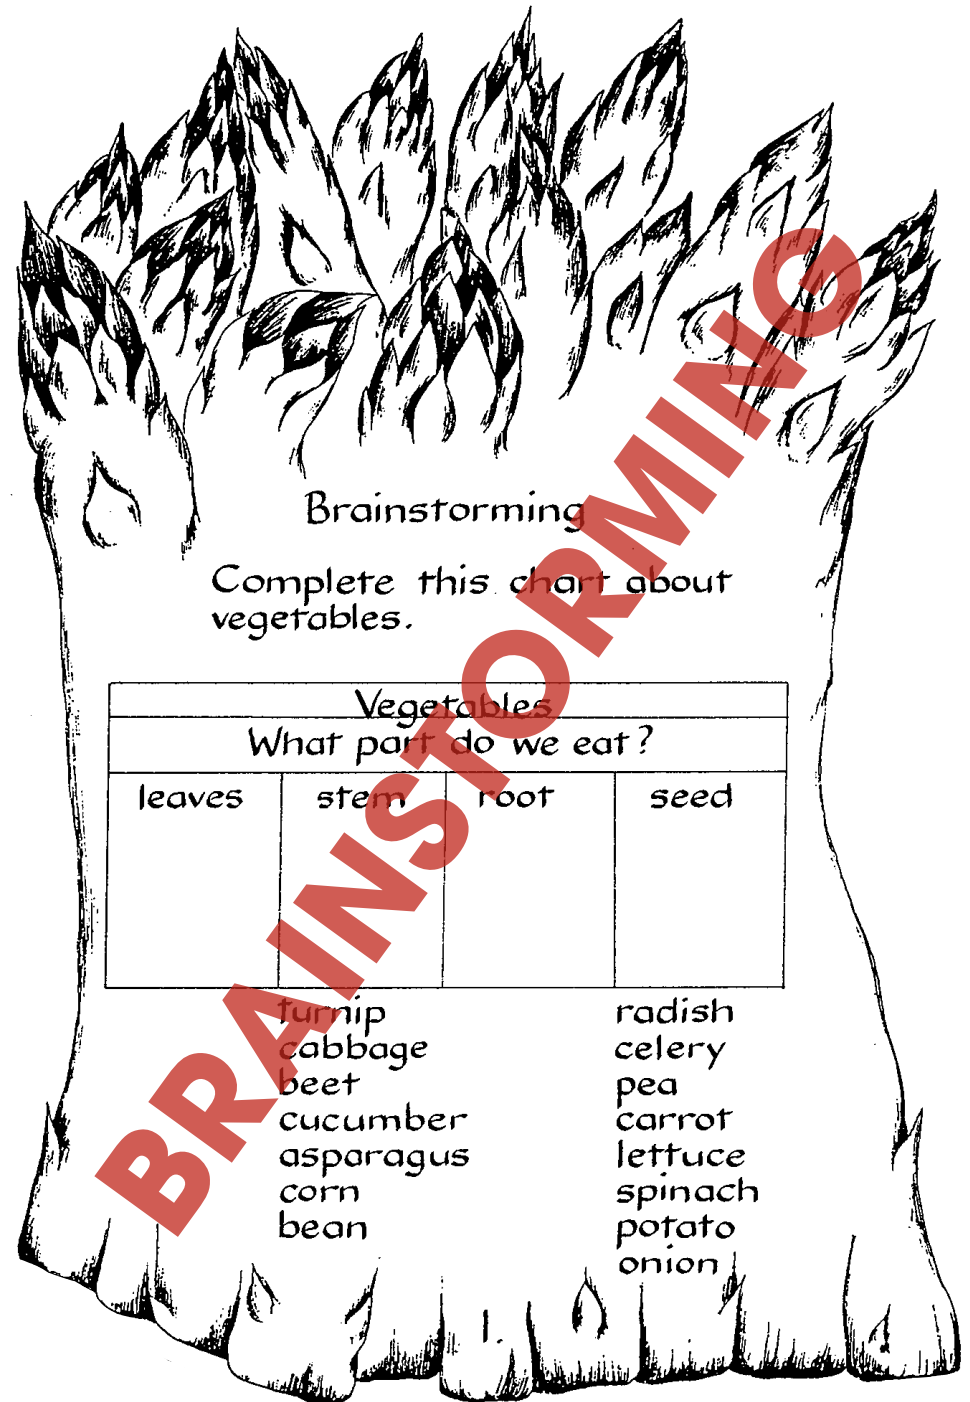 Brainstorming
Complete this chart about
vegetables.
Vegetables
What part do we eat?
leaves stem root seed
turnip radish
cabbage celery
beet pea
cucumber carrot
asparagus lettuce
corn spinach
bean potato
onion
1.
BRAINSTORMING